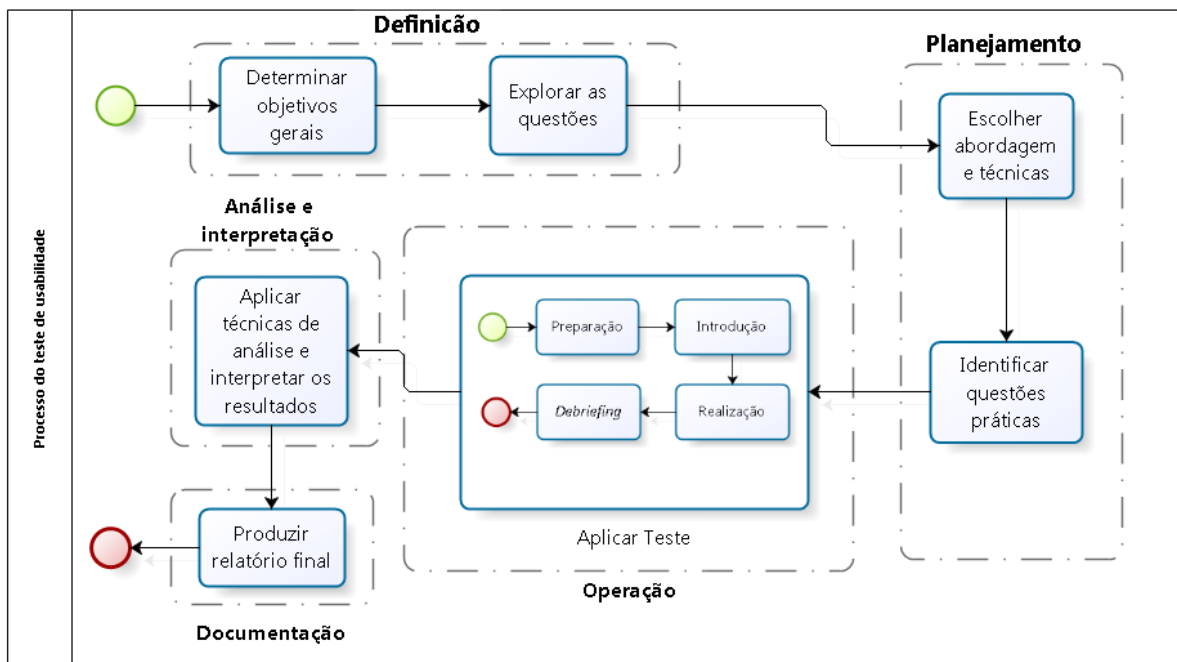 Processo do teste de usabilidade
Definicão
Determinar
objetivos
gerais
Explorar as
questões
Planejamento
Escolher
abordagem
e técnicas
Identificar
questões
práticas
Preparação
Introdução
Realização
Debriefing
Aplicar Teste
Operação
Análise e
interpretação
Aplicar
técnicas de
análise e
interpretar os
resultados
Produzir
relatório final
Documentação